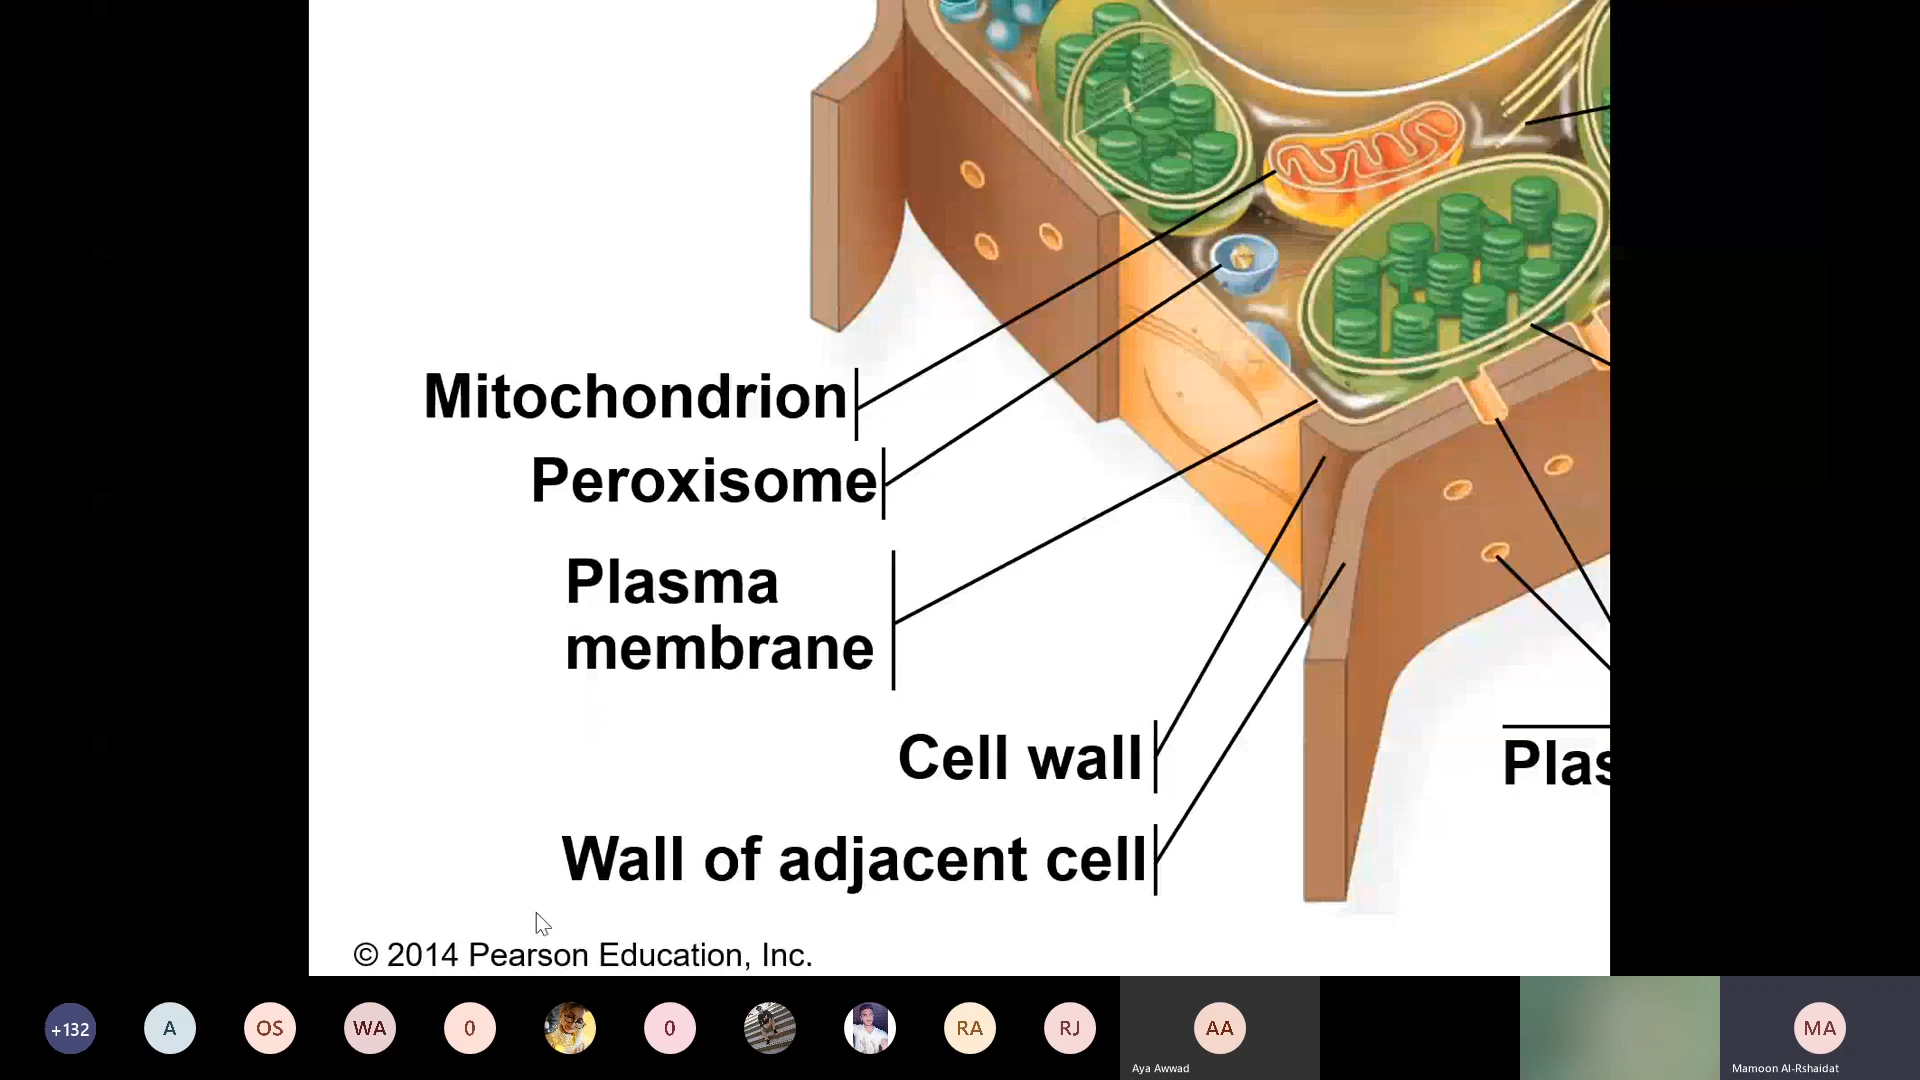 Mitochondrion
Peroxisome
Plasma
membrane
Cell wall
Wall of adjacent cell
Plas
© 2014 Pearson Education, Inc.
+132
A
OS
WA
0
0
RA
RJ
AA
MA
Aya Awwad
Mamoon Al-Rshaidat